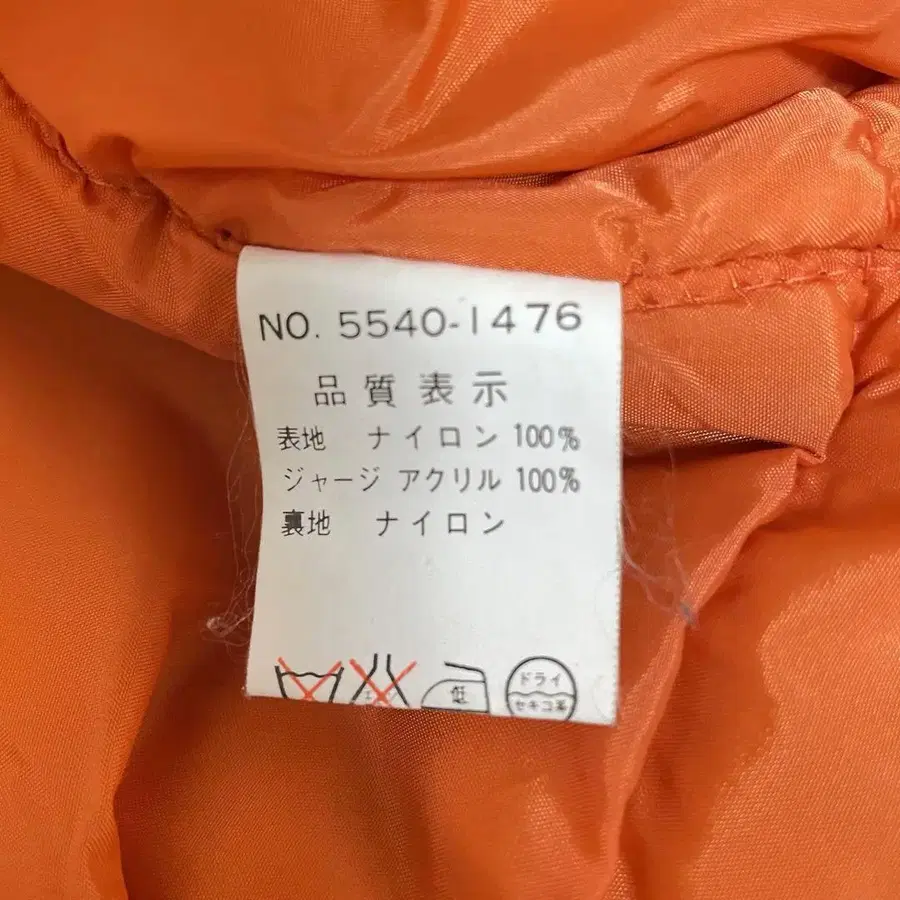 NO. 5540-1476
品質表示
表地 ナイロン 100%
ジャージ アクリル 100%
裏地 ナイロン
低
ドライ
セキユ系